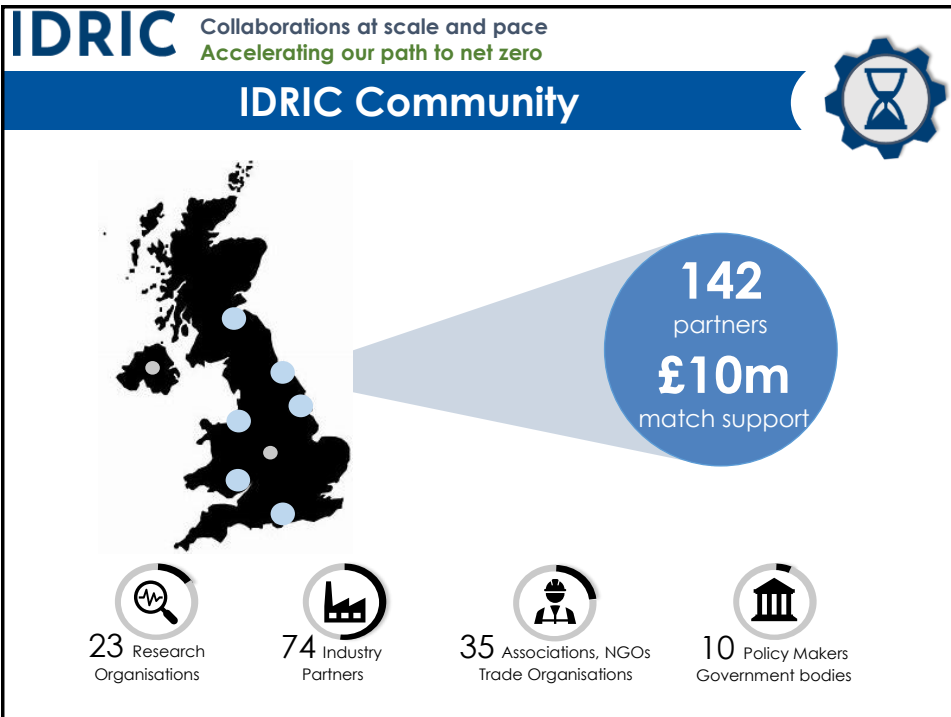 IDRIC
Collaborations at scale and pace
Accelerating our path to net zero
IDRIC Community
142
partners
£10m
match support
23 Research
Organisations
74 Industry
Partners
35 Associations, NGOs
Trade Organisations
10 Policy Makers
Government bodies